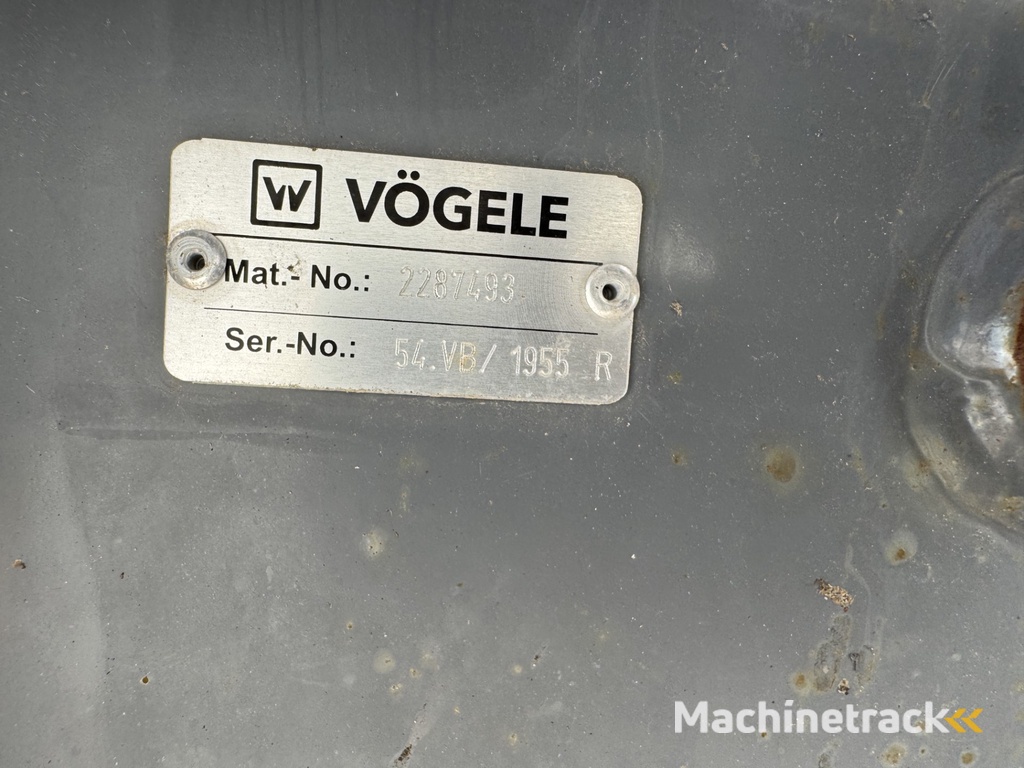 W VÖGELE
Mat.- No.: 2287493
Ser.-No.: 54.VB/ 1955 R
Machinetrack